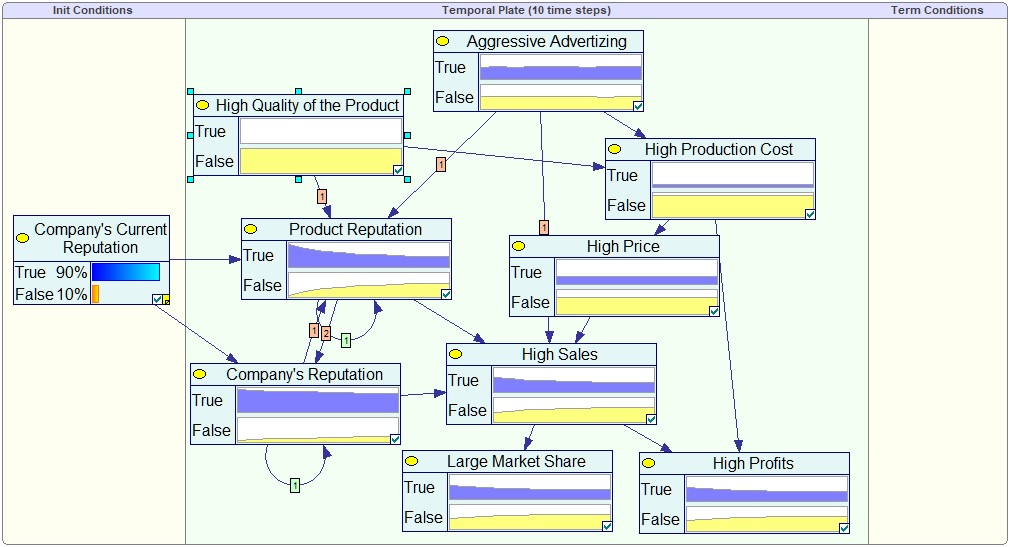 Init Conditions
Temporal Plate (10 time steps)
Term Conditions
Aggressive Advertizing
True
False
High Quality of the Product
True
False
1
High Production Cost
True
False
1
1
Company's Current
Reputation
True 90%
False 10%
Product Reputation
True
False
High Price
True
False
1
2
1
High Sales
True
False
Company's Reputation
True
False
1
Large Market Share
True
False
High Profits
True
False